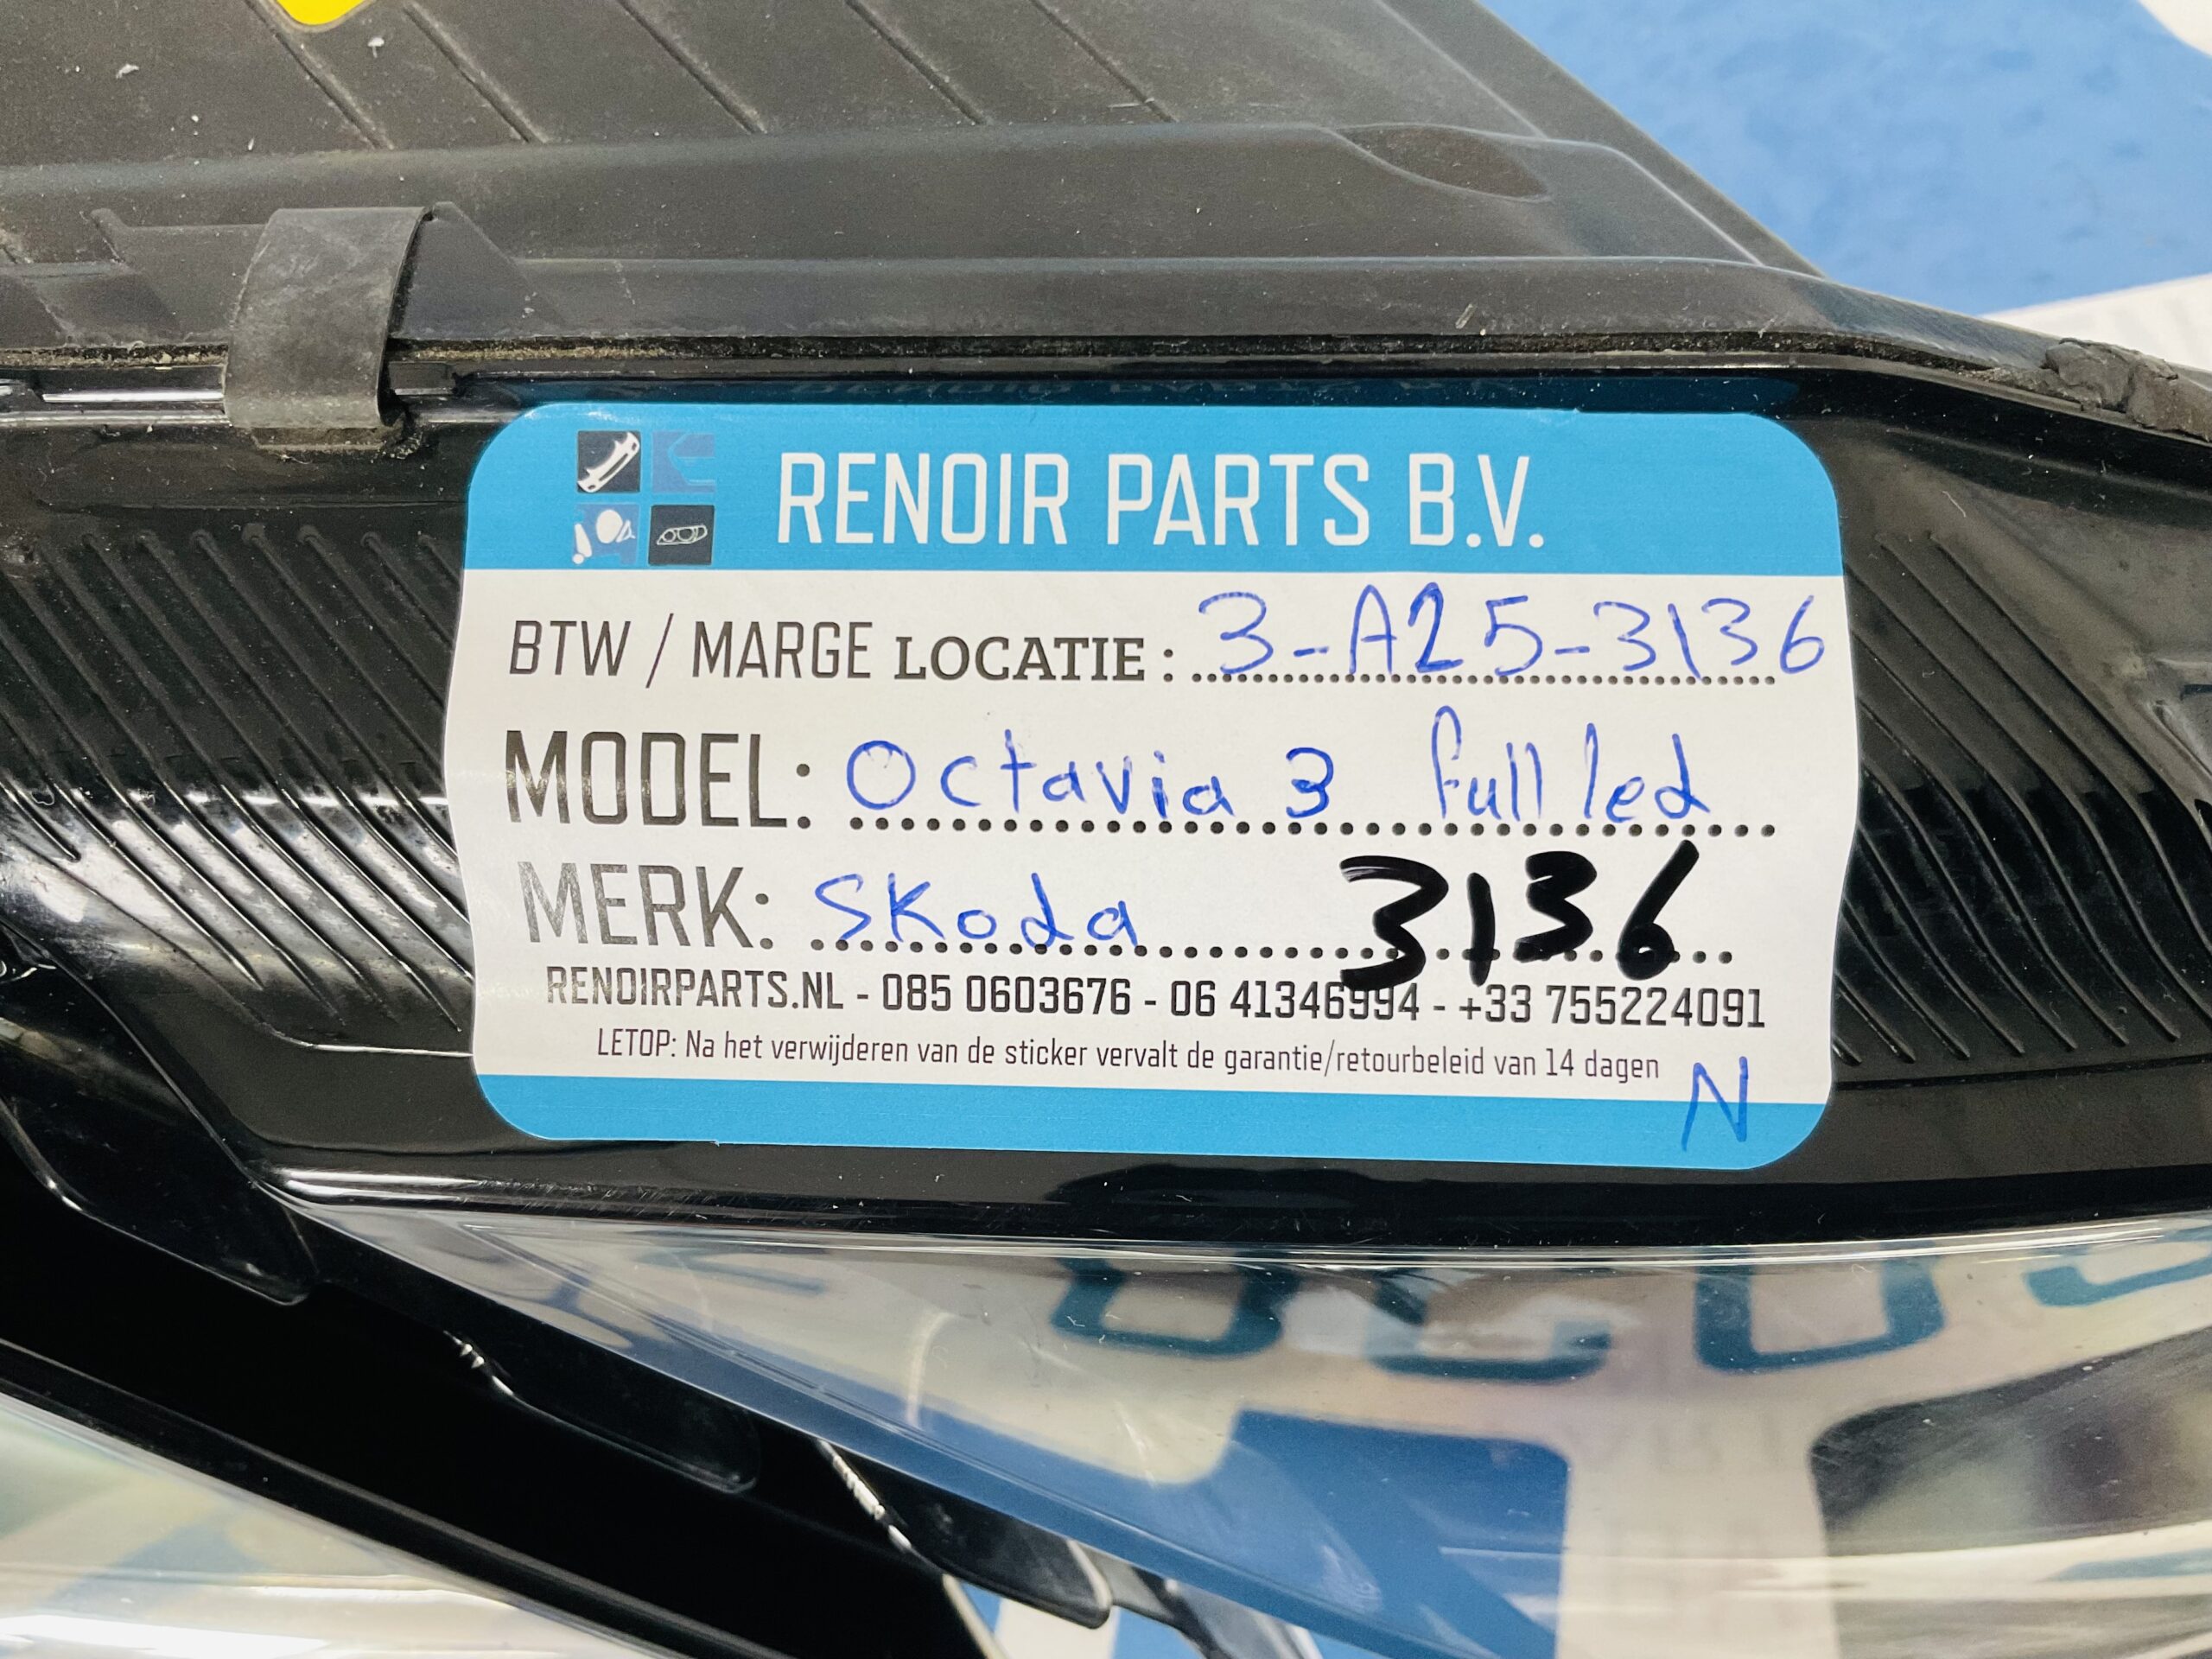 RENOIR PARTS B.V.
BTW / MARGE LOCATIE : 3-A25-3136
MODEL: Octavia 3 full led
MERK: Skoda 3136
RENOIRPARTS.NL - 085 0603676 - 06 41346994 - +33 755224091
LETOP: Na het verwijderen van de sticker vervalt de garantie/retourbeleid van 14 dagen
N